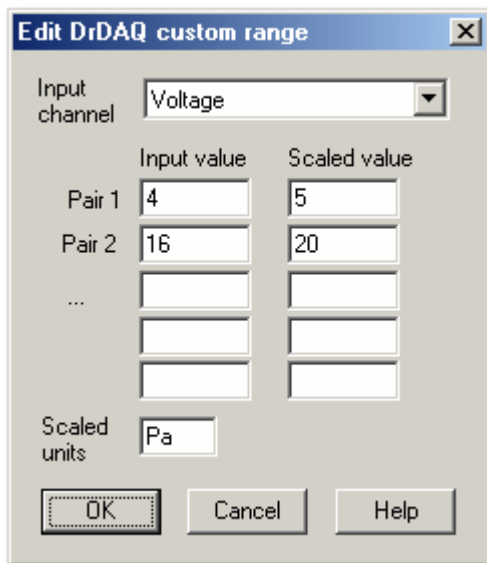 Edit DrDAQ custom range
Input channel
Voltage
Input value Scaled value
Pair 1 4 5
Pair 2 16 20
...
Scaled units
Pa
OK Cancel Help